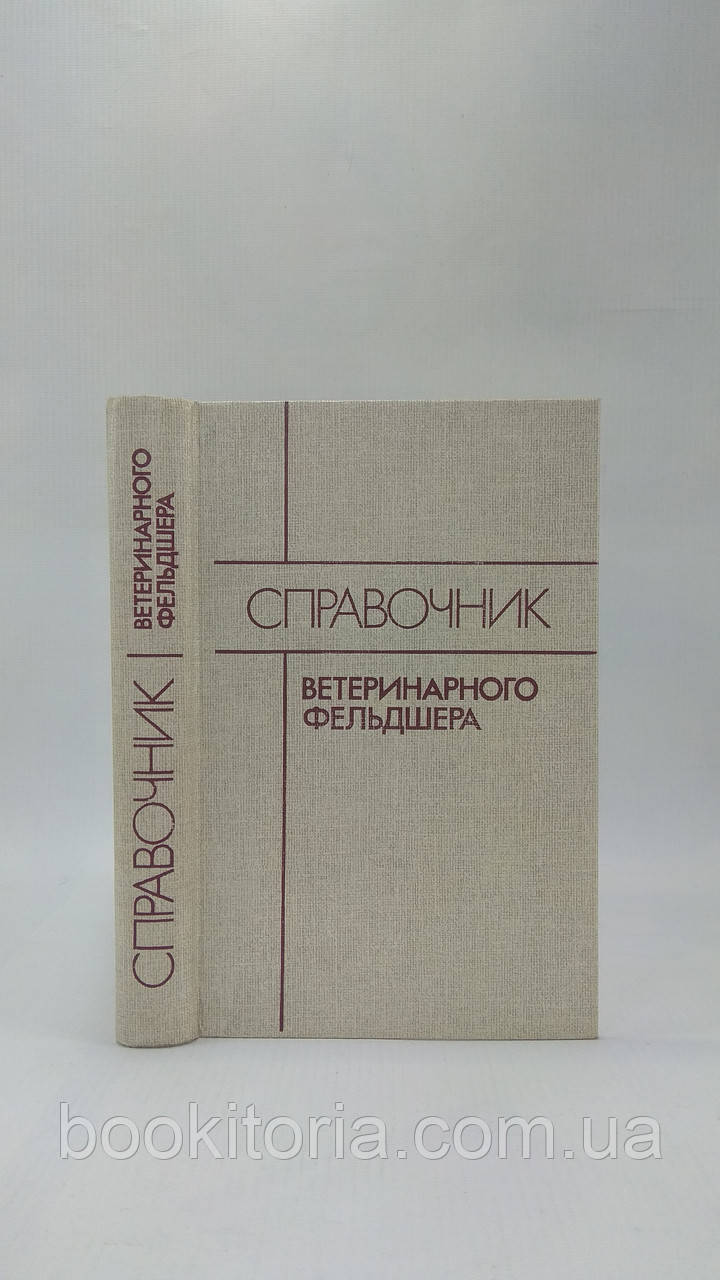 СПРАВОЧНИК
ВЕТЕРИНАРНОГО
ФЕЛЬДШЕРА
СПРАВОЧНИК
ВЕТЕРИНАРНОГО
ФЕЛЬДШЕРА
bookitoria.com.ua